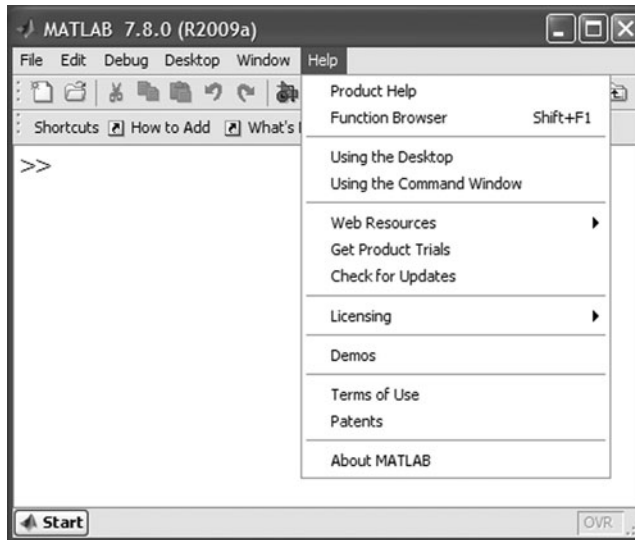 MATLAB 7.8.0 (R2009a)
File Edit Debug Desktop Window Help
Shortcuts How to Add What's
Product Help
Function Browser Shift+F1
Using the Desktop
Using the Command Window
Web Resources
Get Product Trials
Check for Updates
Licensing
Demos
Terms of Use
Patents
About MATLAB
>>
Start OVR